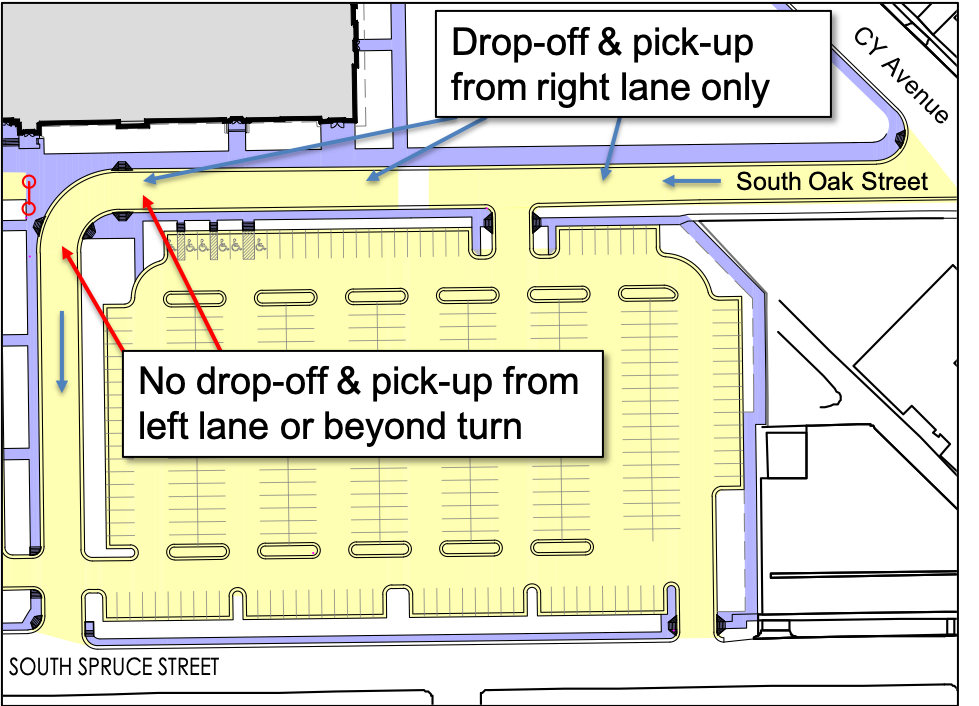 Drop-off & pick-up
from right lane only
CY Avenue
South Oak Street
No drop-off & pick-up from
left lane or beyond turn
SOUTH SPRUCE STREET